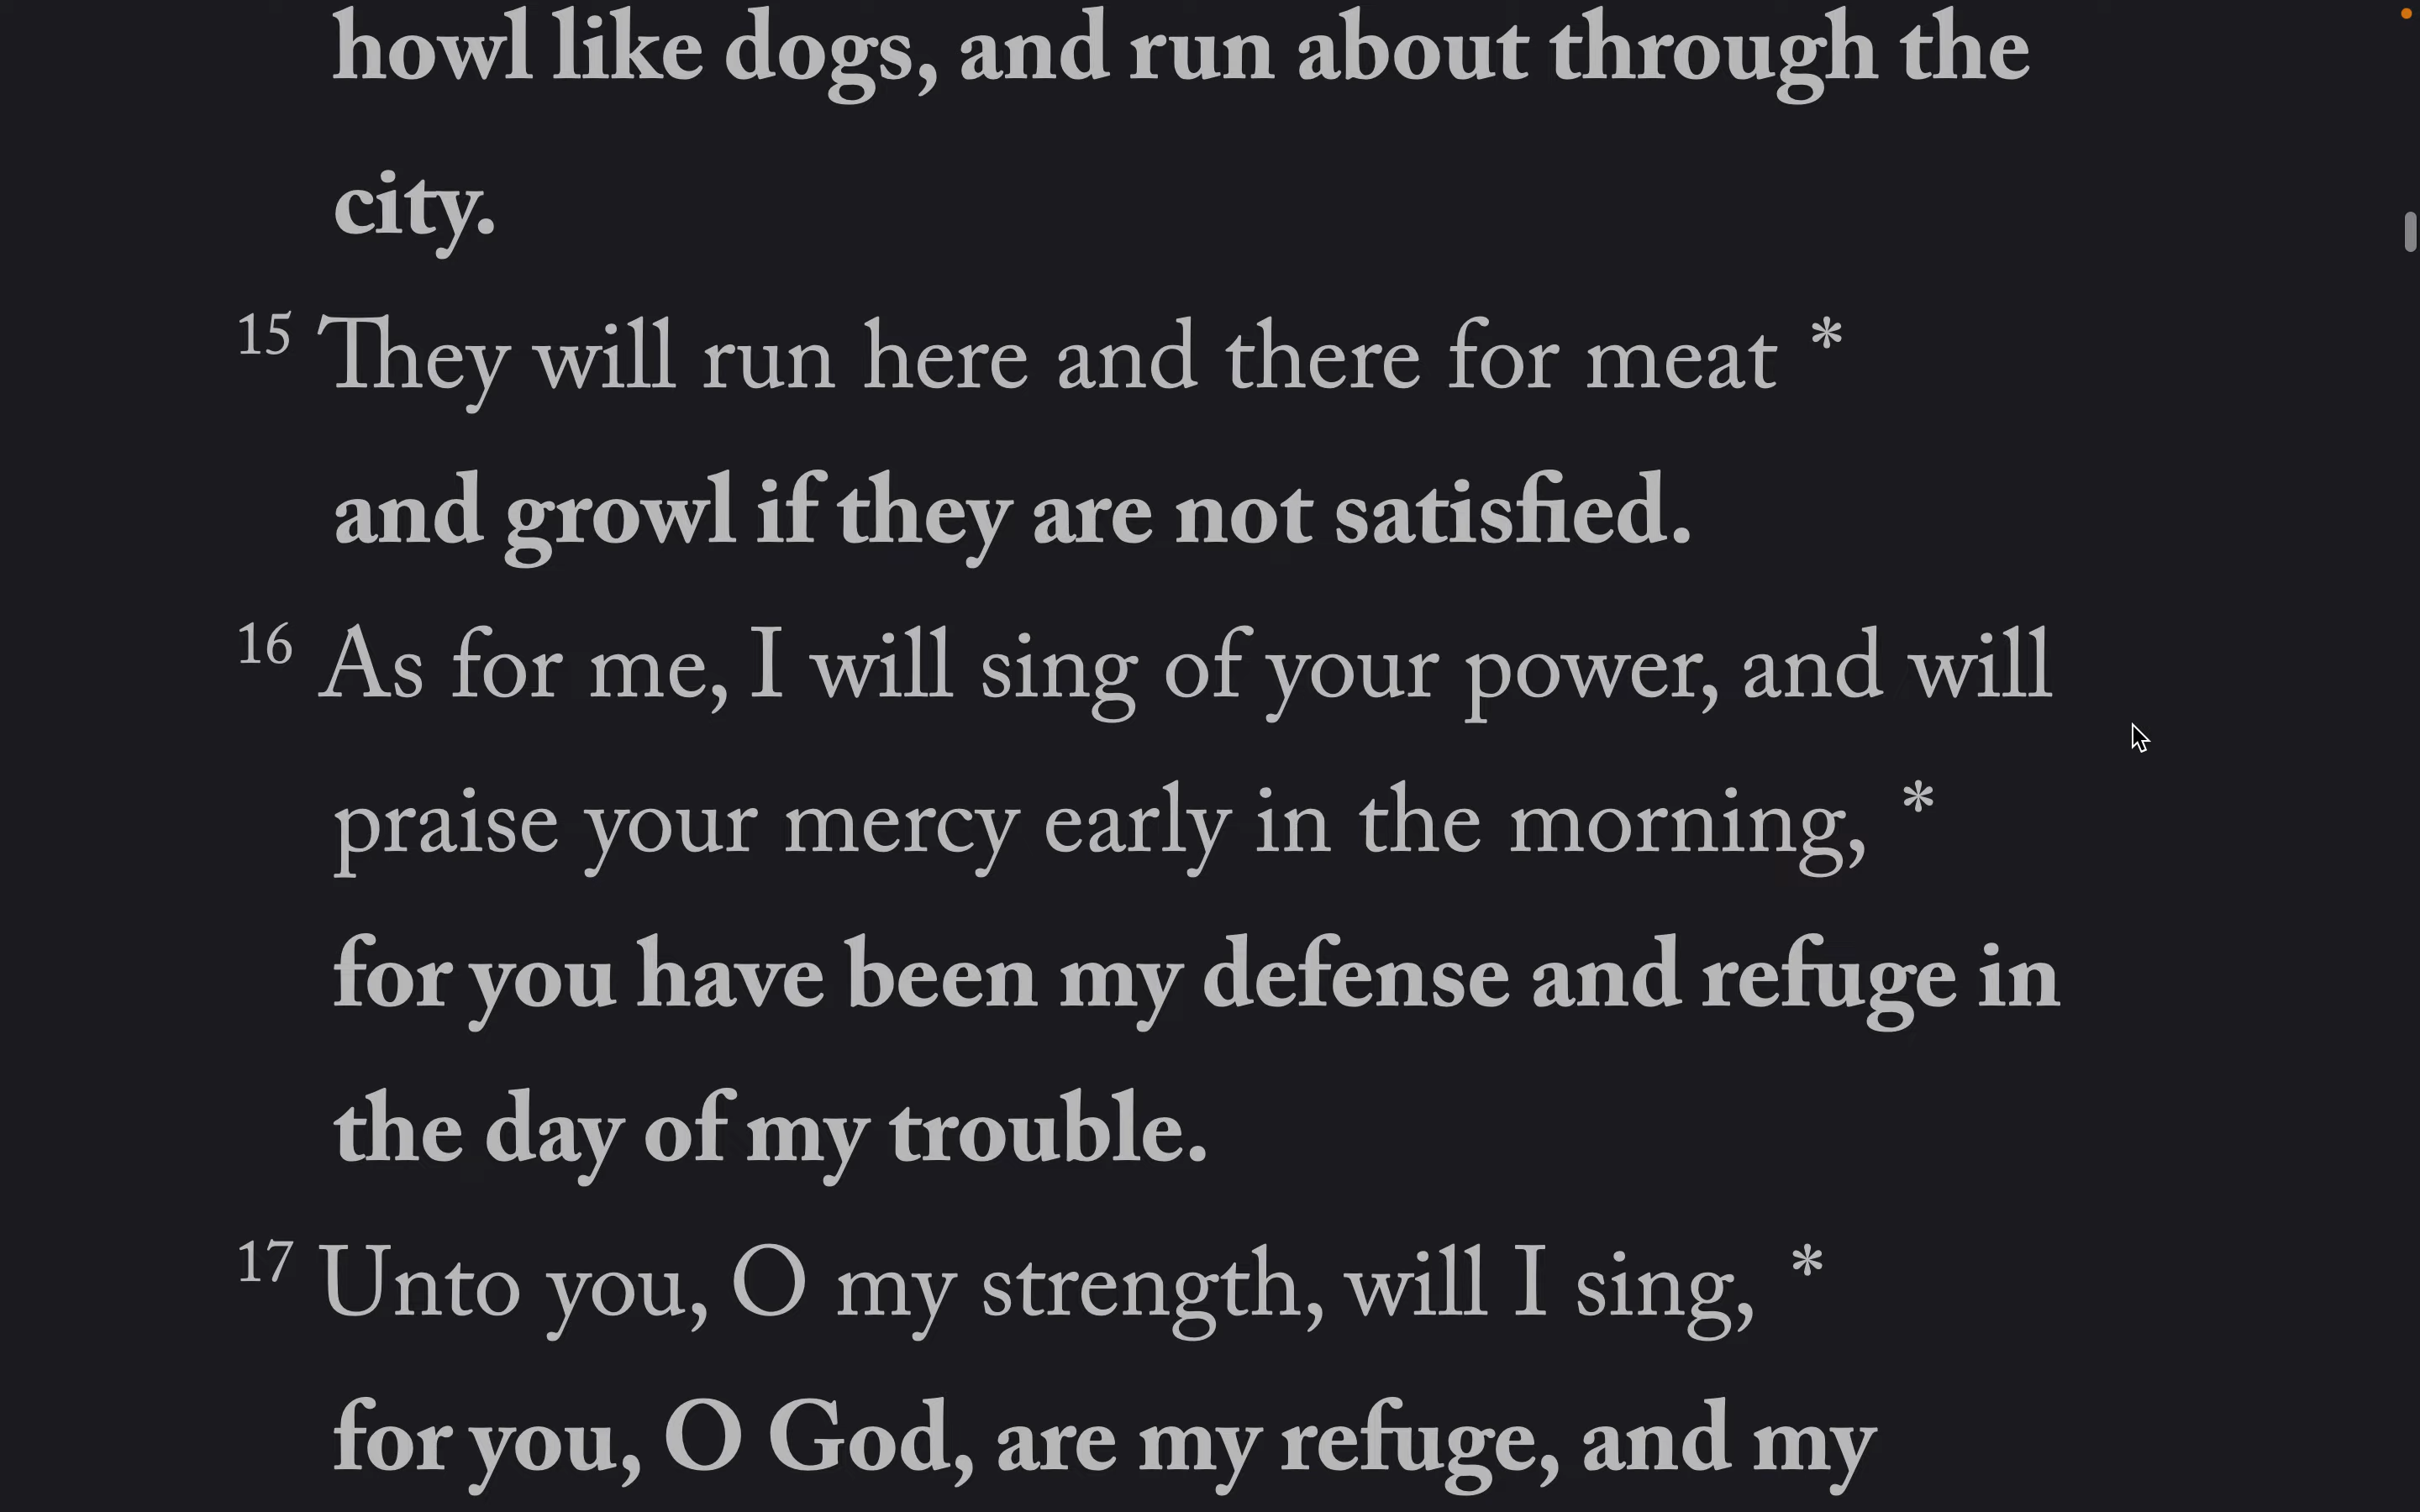 howl like dogs, and run about through the
city.
15 They will run here and there for meat *
and growl if they are not satisfied.
16 As for me, I will sing of your power, and will
praise your mercy early in the morning, *
for you have been my defense and refuge in
the day of my trouble.
17 Unto you, O my strength, will I sing, *
for you, O God, are my refuge, and my